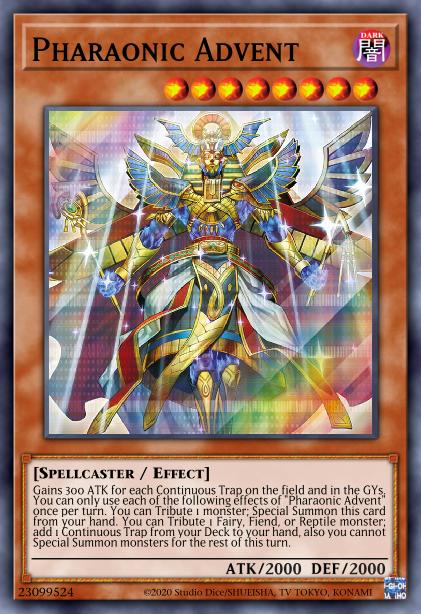 PHARAONIC ADVENT
DARK
闇
[SPELLCASTER / EFFECT]
Gains 300 ATK for each Continuous Trap on the field and in the GYs.
You can only use each of the following effects of "Pharaonic Advent"
once per turn. You can Tribute 1 monster; Special Summon this card
from your hand. You can Tribute 1 Fairy, Fiend, or Reptile monster;
add 1 Continuous Trap from your Deck to your hand, also you cannot
Special Summon monsters for the rest of this turn.
ATK/2000 DEF/2000
23099524 ©2020 Studio Dice/SHUEISHA, TV TOKYO, KONAMI